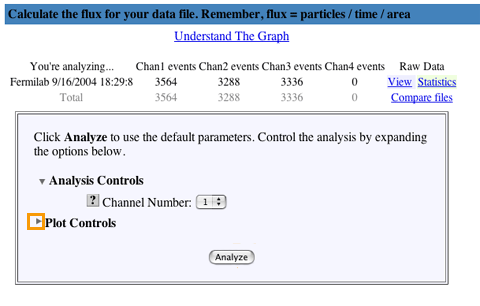 Calculate the flux for your data file. Remember, flux = particles / time / area
Understand The Graph
You're analyzing... Chan1 events Chan2 events Chan3 events Chan4 events Raw Data
Fermilab 9/16/2004 18:29:8 3564 3288 3336 0 View Statistics
Total 3564 3288 3336 0 Compare files
Click Analyze to use the default parameters. Control the analysis by expanding
the options below.
Analysis Controls
? Channel Number: 1
Plot Controls
Analyze